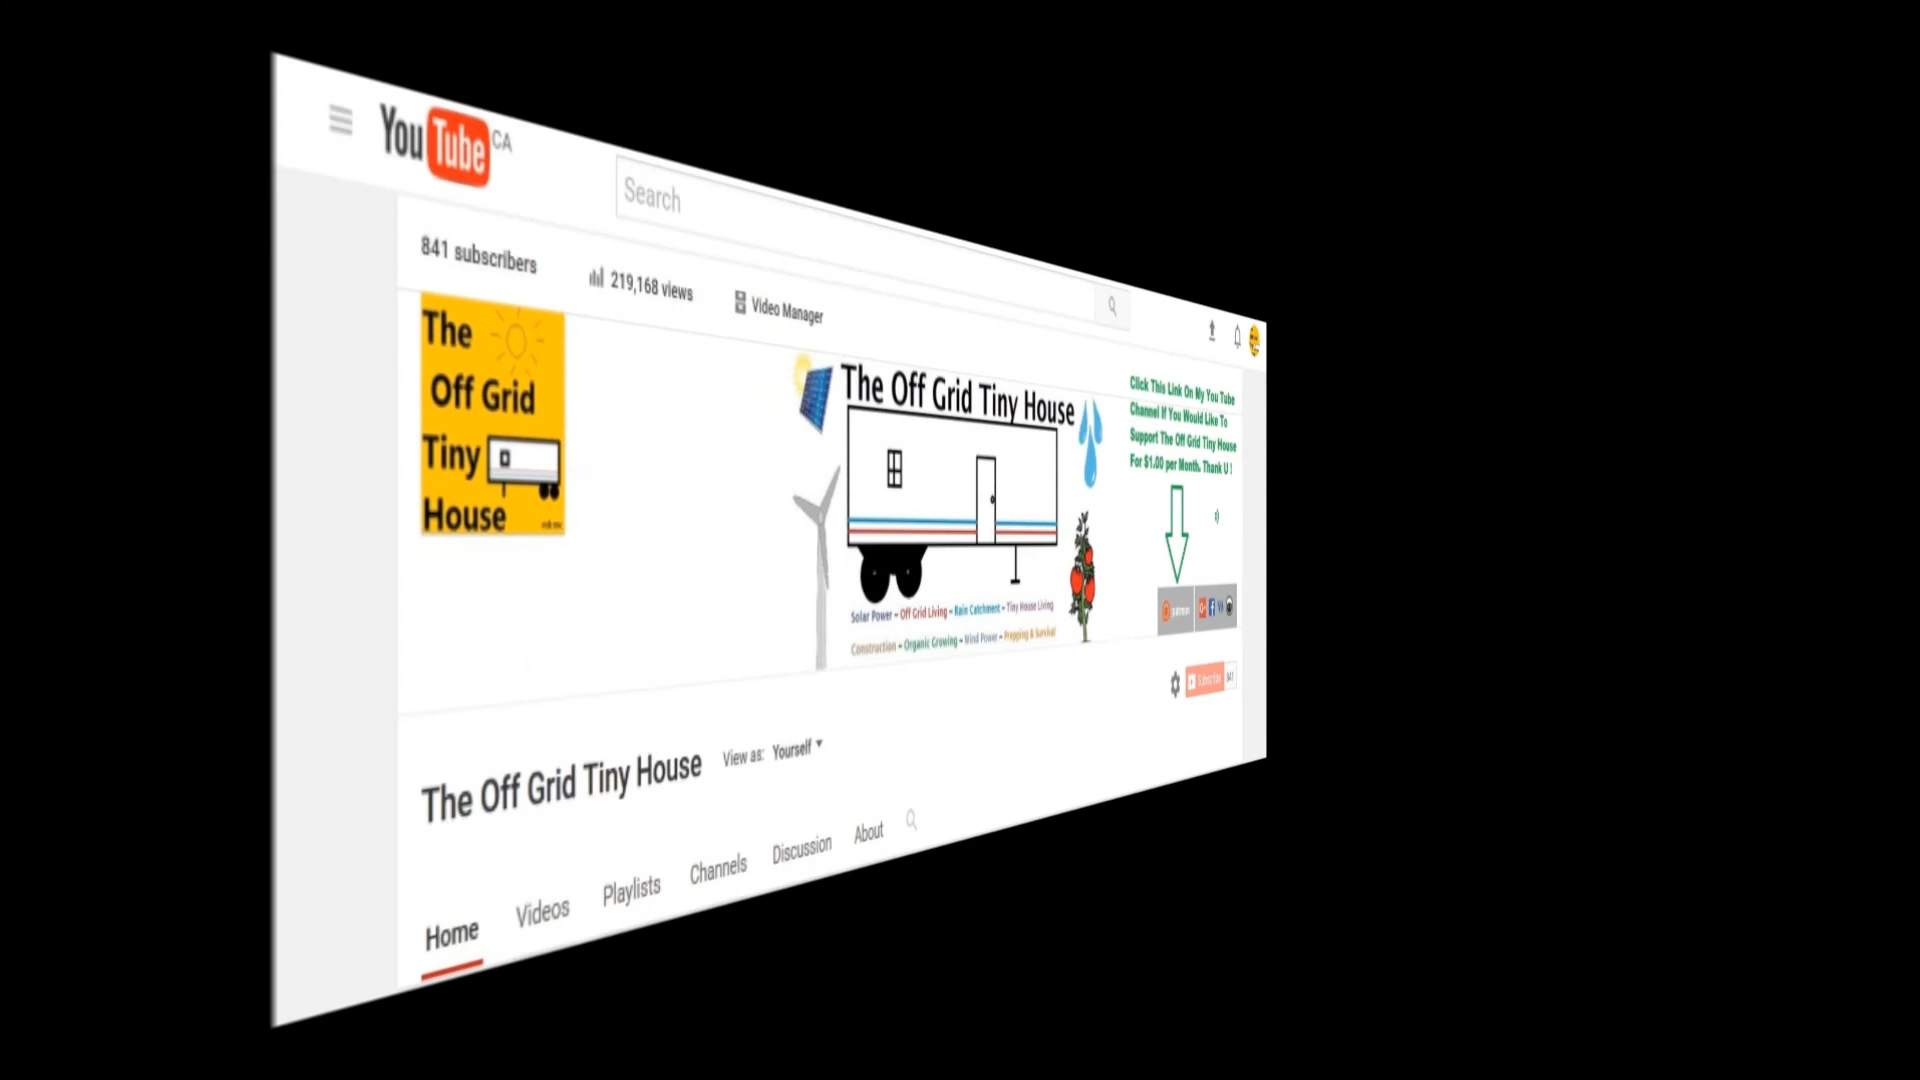 YouTube CA
Search
841 subscribers
219,168 views
Video Manager
The
Off Grid
Tiny
House
The Off Grid Tiny House
Solar Power - Off Grid Living - Rain Catchment - Tiny House Living
Construction - Organic Growing - Wind Power - Prepping & Survival
Click This Link On My You Tube
Channel If You Would Like To
Support The Off Grid Tiny House
For $1.00 per Month. Thank U !
:)
patreon
Subscribe 841
The Off Grid Tiny House
View as: Yourself
Home Videos Playlists Channels Discussion About